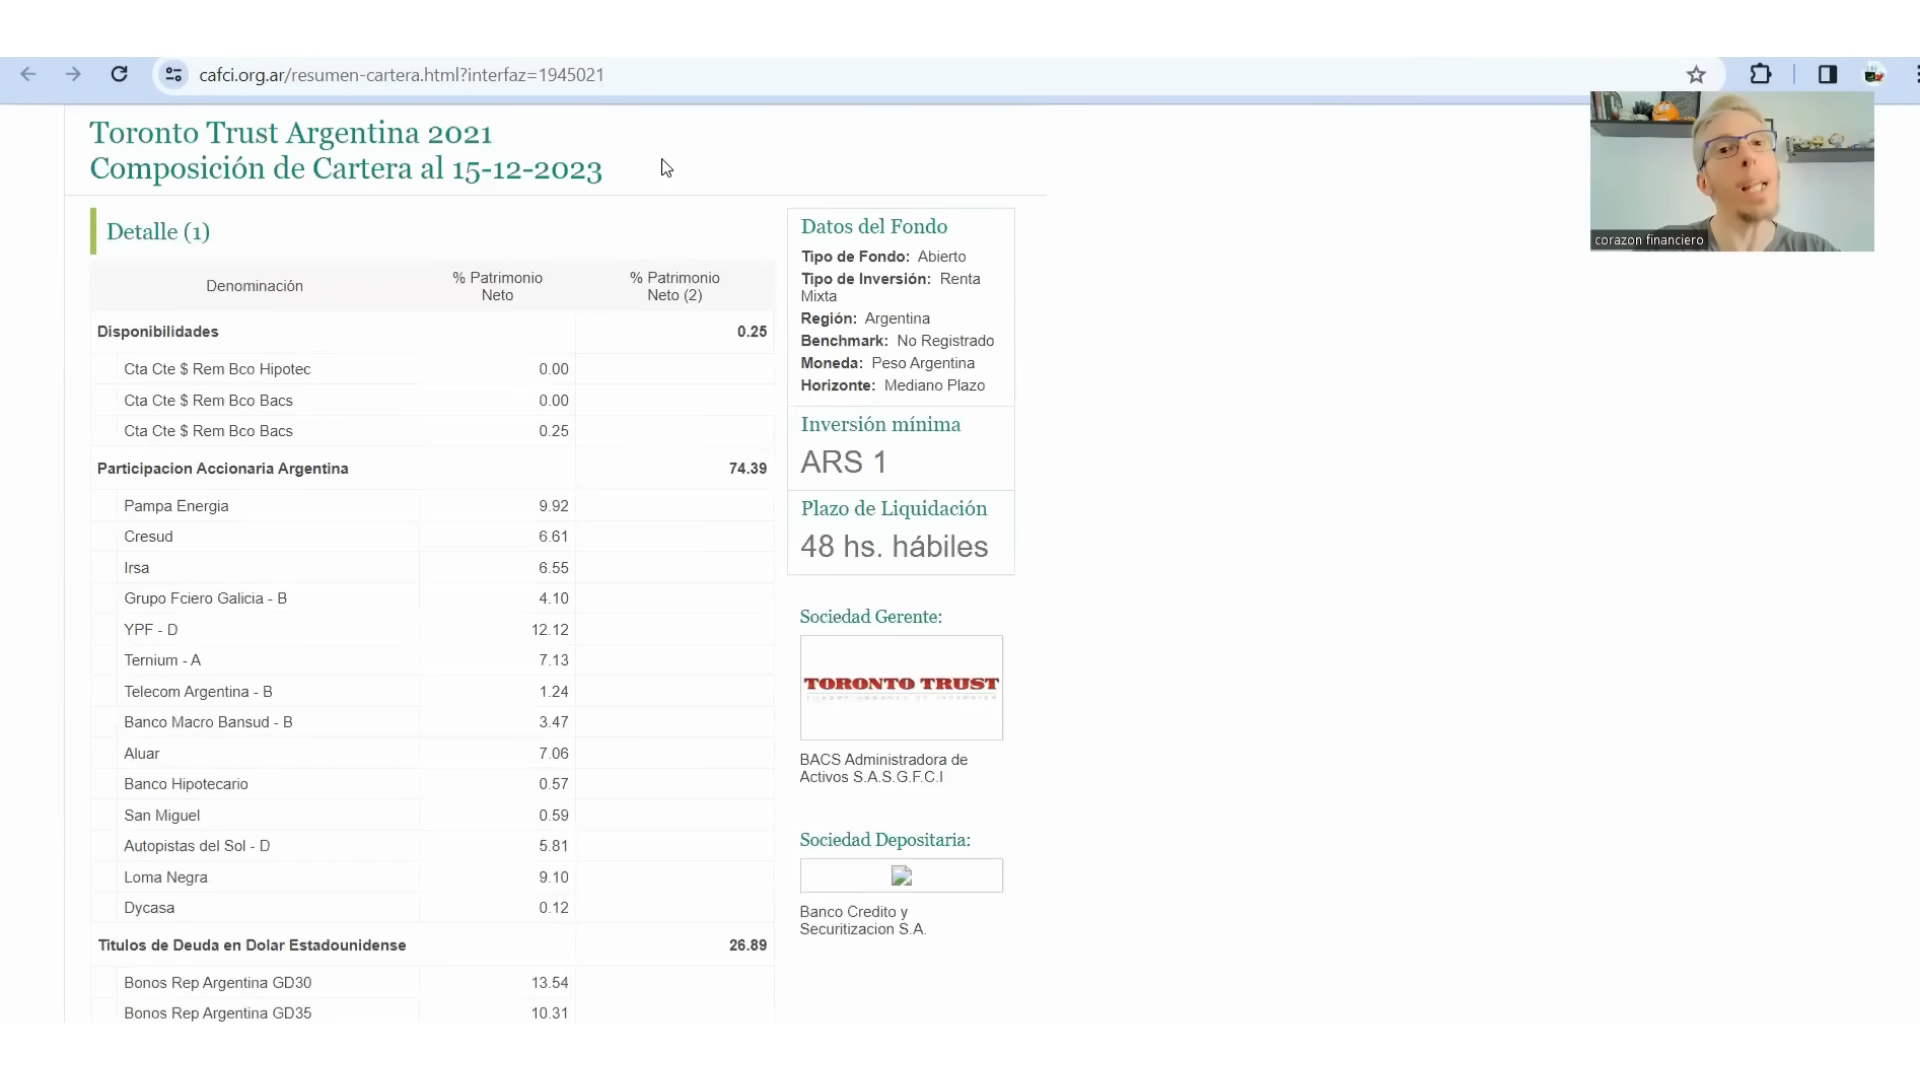 cafci.org.ar/resumen-cartera.html?interfaz=1945021
Toronto Trust Argentina 2021
Composición de Cartera al 15-12-2023
corazon financiero
Detalle (1)
Denominación % Patrimonio Neto % Patrimonio Neto (2)
Disponibilidades 0.25
Cta Cte $ Rem Bco Hipotec 0.00
Cta Cte $ Rem Bco Bacs 0.00
Cta Cte $ Rem Bco Bacs 0.25
Participacion Accionaria Argentina 74.39
Pampa Energia 9.92
Cresud 6.61
Irsa 6.55
Grupo Fciero Galicia - B 4.10
YPF - D 12.12
Ternium - A 7.13
Telecom Argentina - B 1.24
Banco Macro Bansud - B 3.47
Aluar 7.06
Banco Hipotecario 0.57
San Miguel 0.59
Autopistas del Sol - D 5.81
Loma Negra 9.10
Dycasa 0.12
Titulos de Deuda en Dolar Estadounidense 26.89
Bonos Rep Argentina GD30 13.54
Bonos Rep Argentina GD35 10.31
Datos del Fondo
Tipo de Fondo: Abierto
Tipo de Inversión: Renta
Mixta
Región: Argentina
Benchmark: No Registrado
Moneda: Peso Argentina
Horizonte: Mediano Plazo
Inversión mínima
ARS 1
Plazo de Liquidación
48 hs. hábiles
Sociedad Gerente:
TORONTO TRUST
BACS Administradora de
Activos S.A.S.G.F.C.I
Sociedad Depositaria:
Banco Credito y
Securitizacion S.A.